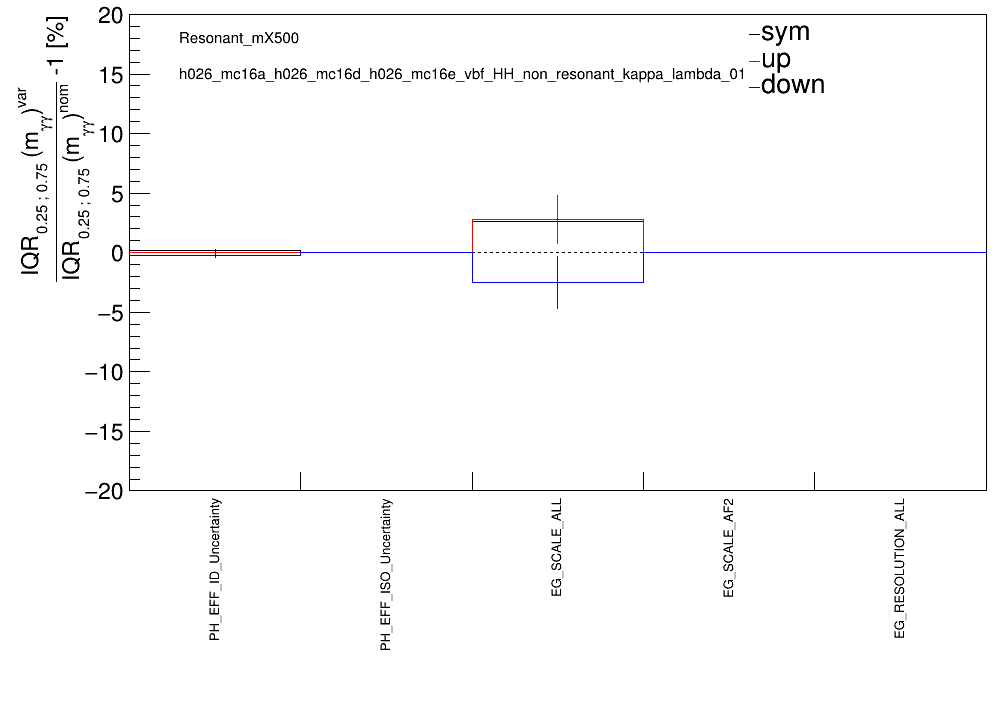 IQR0.25 ; 0.75 (mγγ)var
IQR0.25 ; 0.75 (mγγ)nom -1 [%]
20
15
10
5
0
−5
−10
−15
−20
Resonant_mX500
h026_mc16a_h026_mc16d_h026_mc16e_vbf_HH_non_resonant_kappa_lambda_01
sym
up
down
PH_EFF_ID_Uncertainty
PH_EFF_ISO_Uncertainty
EG_SCALE_ALL
EG_SCALE_AF2
EG_RESOLUTION_ALL